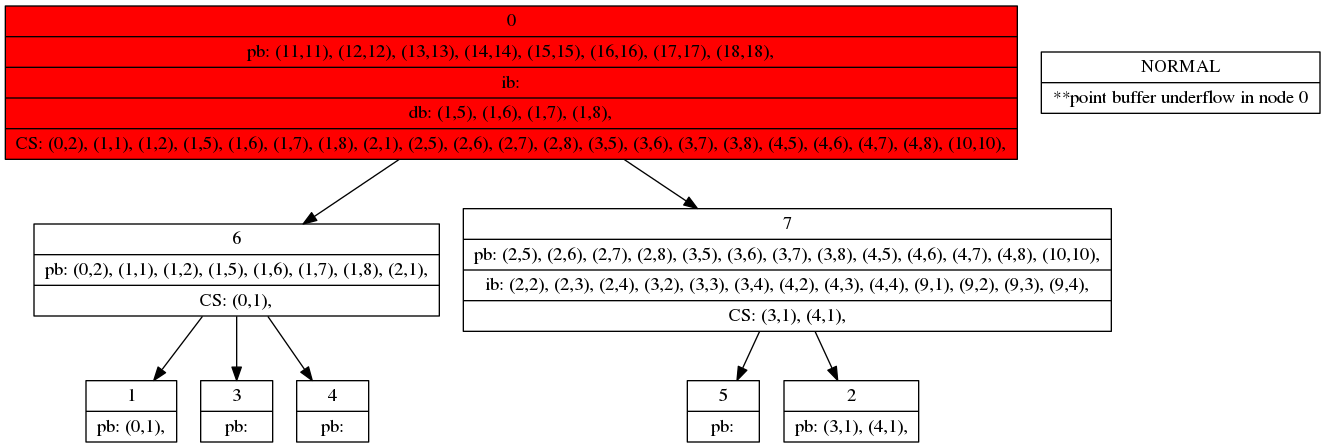 0
pb: (11,11), (12,12), (13,13), (14,14), (15,15), (16,16), (17,17), (18,18),
ib:
db: (1,5), (1,6), (1,7), (1,8),
CS: (0,2), (1,1), (1,2), (1,5), (1,6), (1,7), (1,8), (2,1), (2,5), (2,6), (2,7), (2,8), (3,5), (3,6), (3,7), (3,8), (4,5), (4,6), (4,7), (4,8), (10,10),
NORMAL
**point buffer underflow in node 0
6
pb: (0,2), (1,1), (1,2), (1,5), (1,6), (1,7), (1,8), (2,1),
CS: (0,1),
7
pb: (2,5), (2,6), (2,7), (2,8), (3,5), (3,6), (3,7), (3,8), (4,5), (4,6), (4,7), (4,8), (10,10),
ib: (2,2), (2,3), (2,4), (3,2), (3,3), (3,4), (4,2), (4,3), (4,4), (9,1), (9,2), (9,3), (9,4),
CS: (3,1), (4,1),
1
pb: (0,1),
3
pb:
4
pb:
5
pb:
2
pb: (3,1), (4,1),